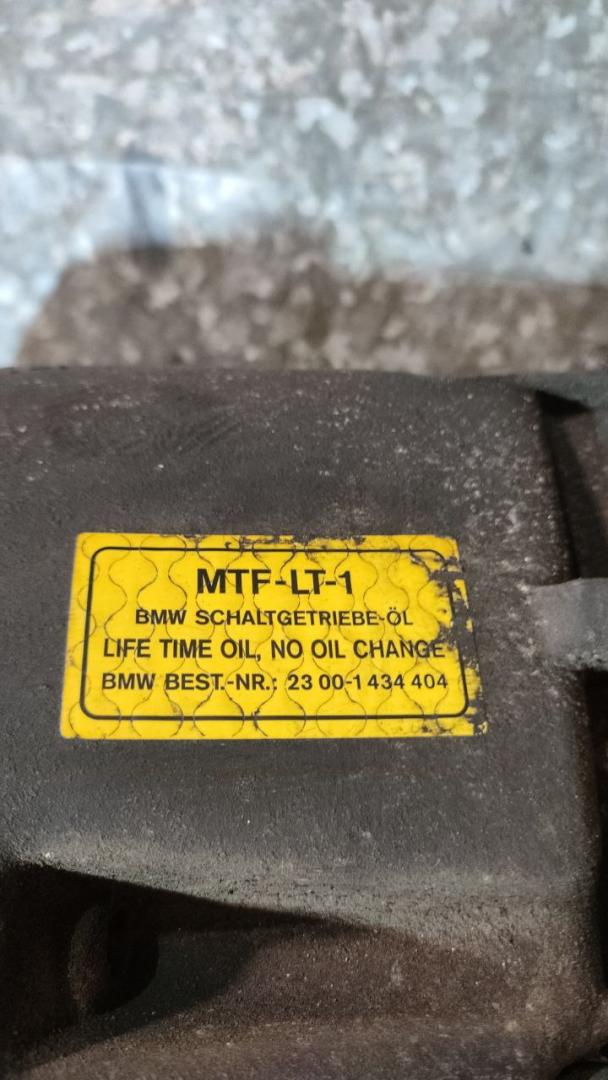 MTF-LT-1
BMW SCHALTGETRIEBE-ÖL
LIFE TIME OIL, NO OIL CHANGE
BMW BEST.-NR.: 23 00-1 434 404